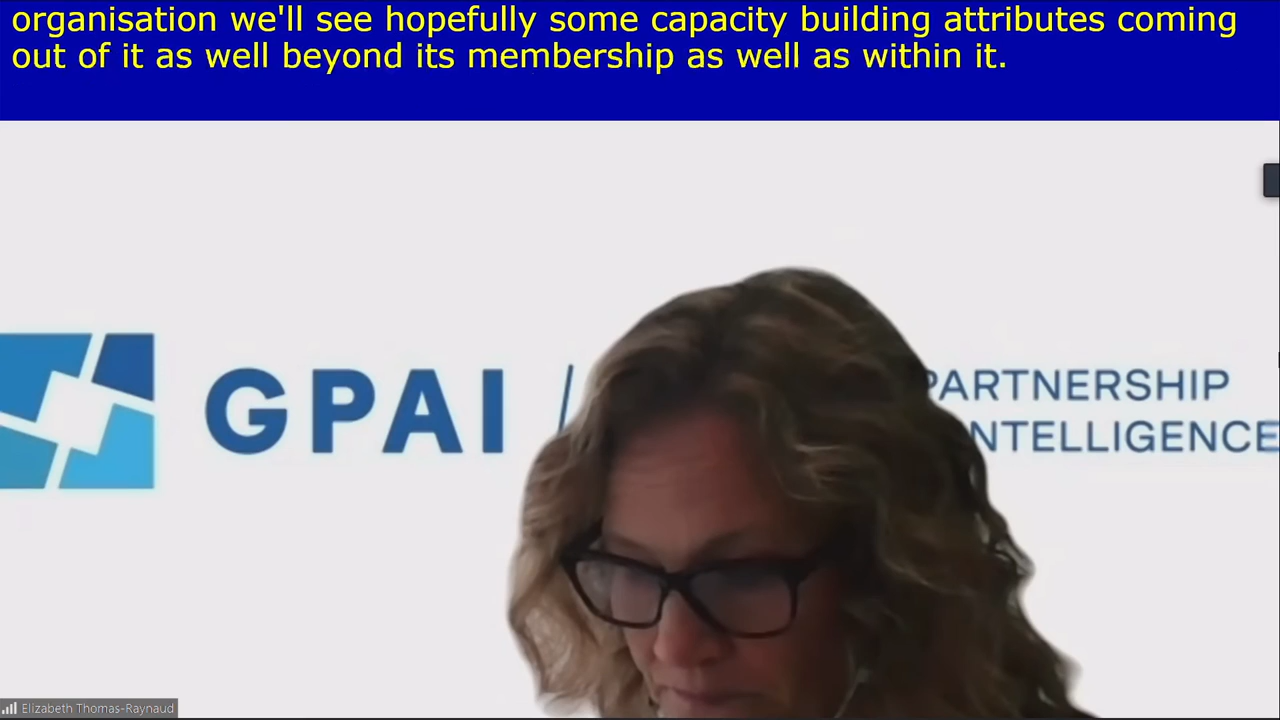 organisation we'll see hopefully some capacity building attributes coming
out of it as well beyond its membership as well as within it.
GPAI
PARTNERSHIP
INTELLIGENCE
Elizabeth Thomas-Raynaud